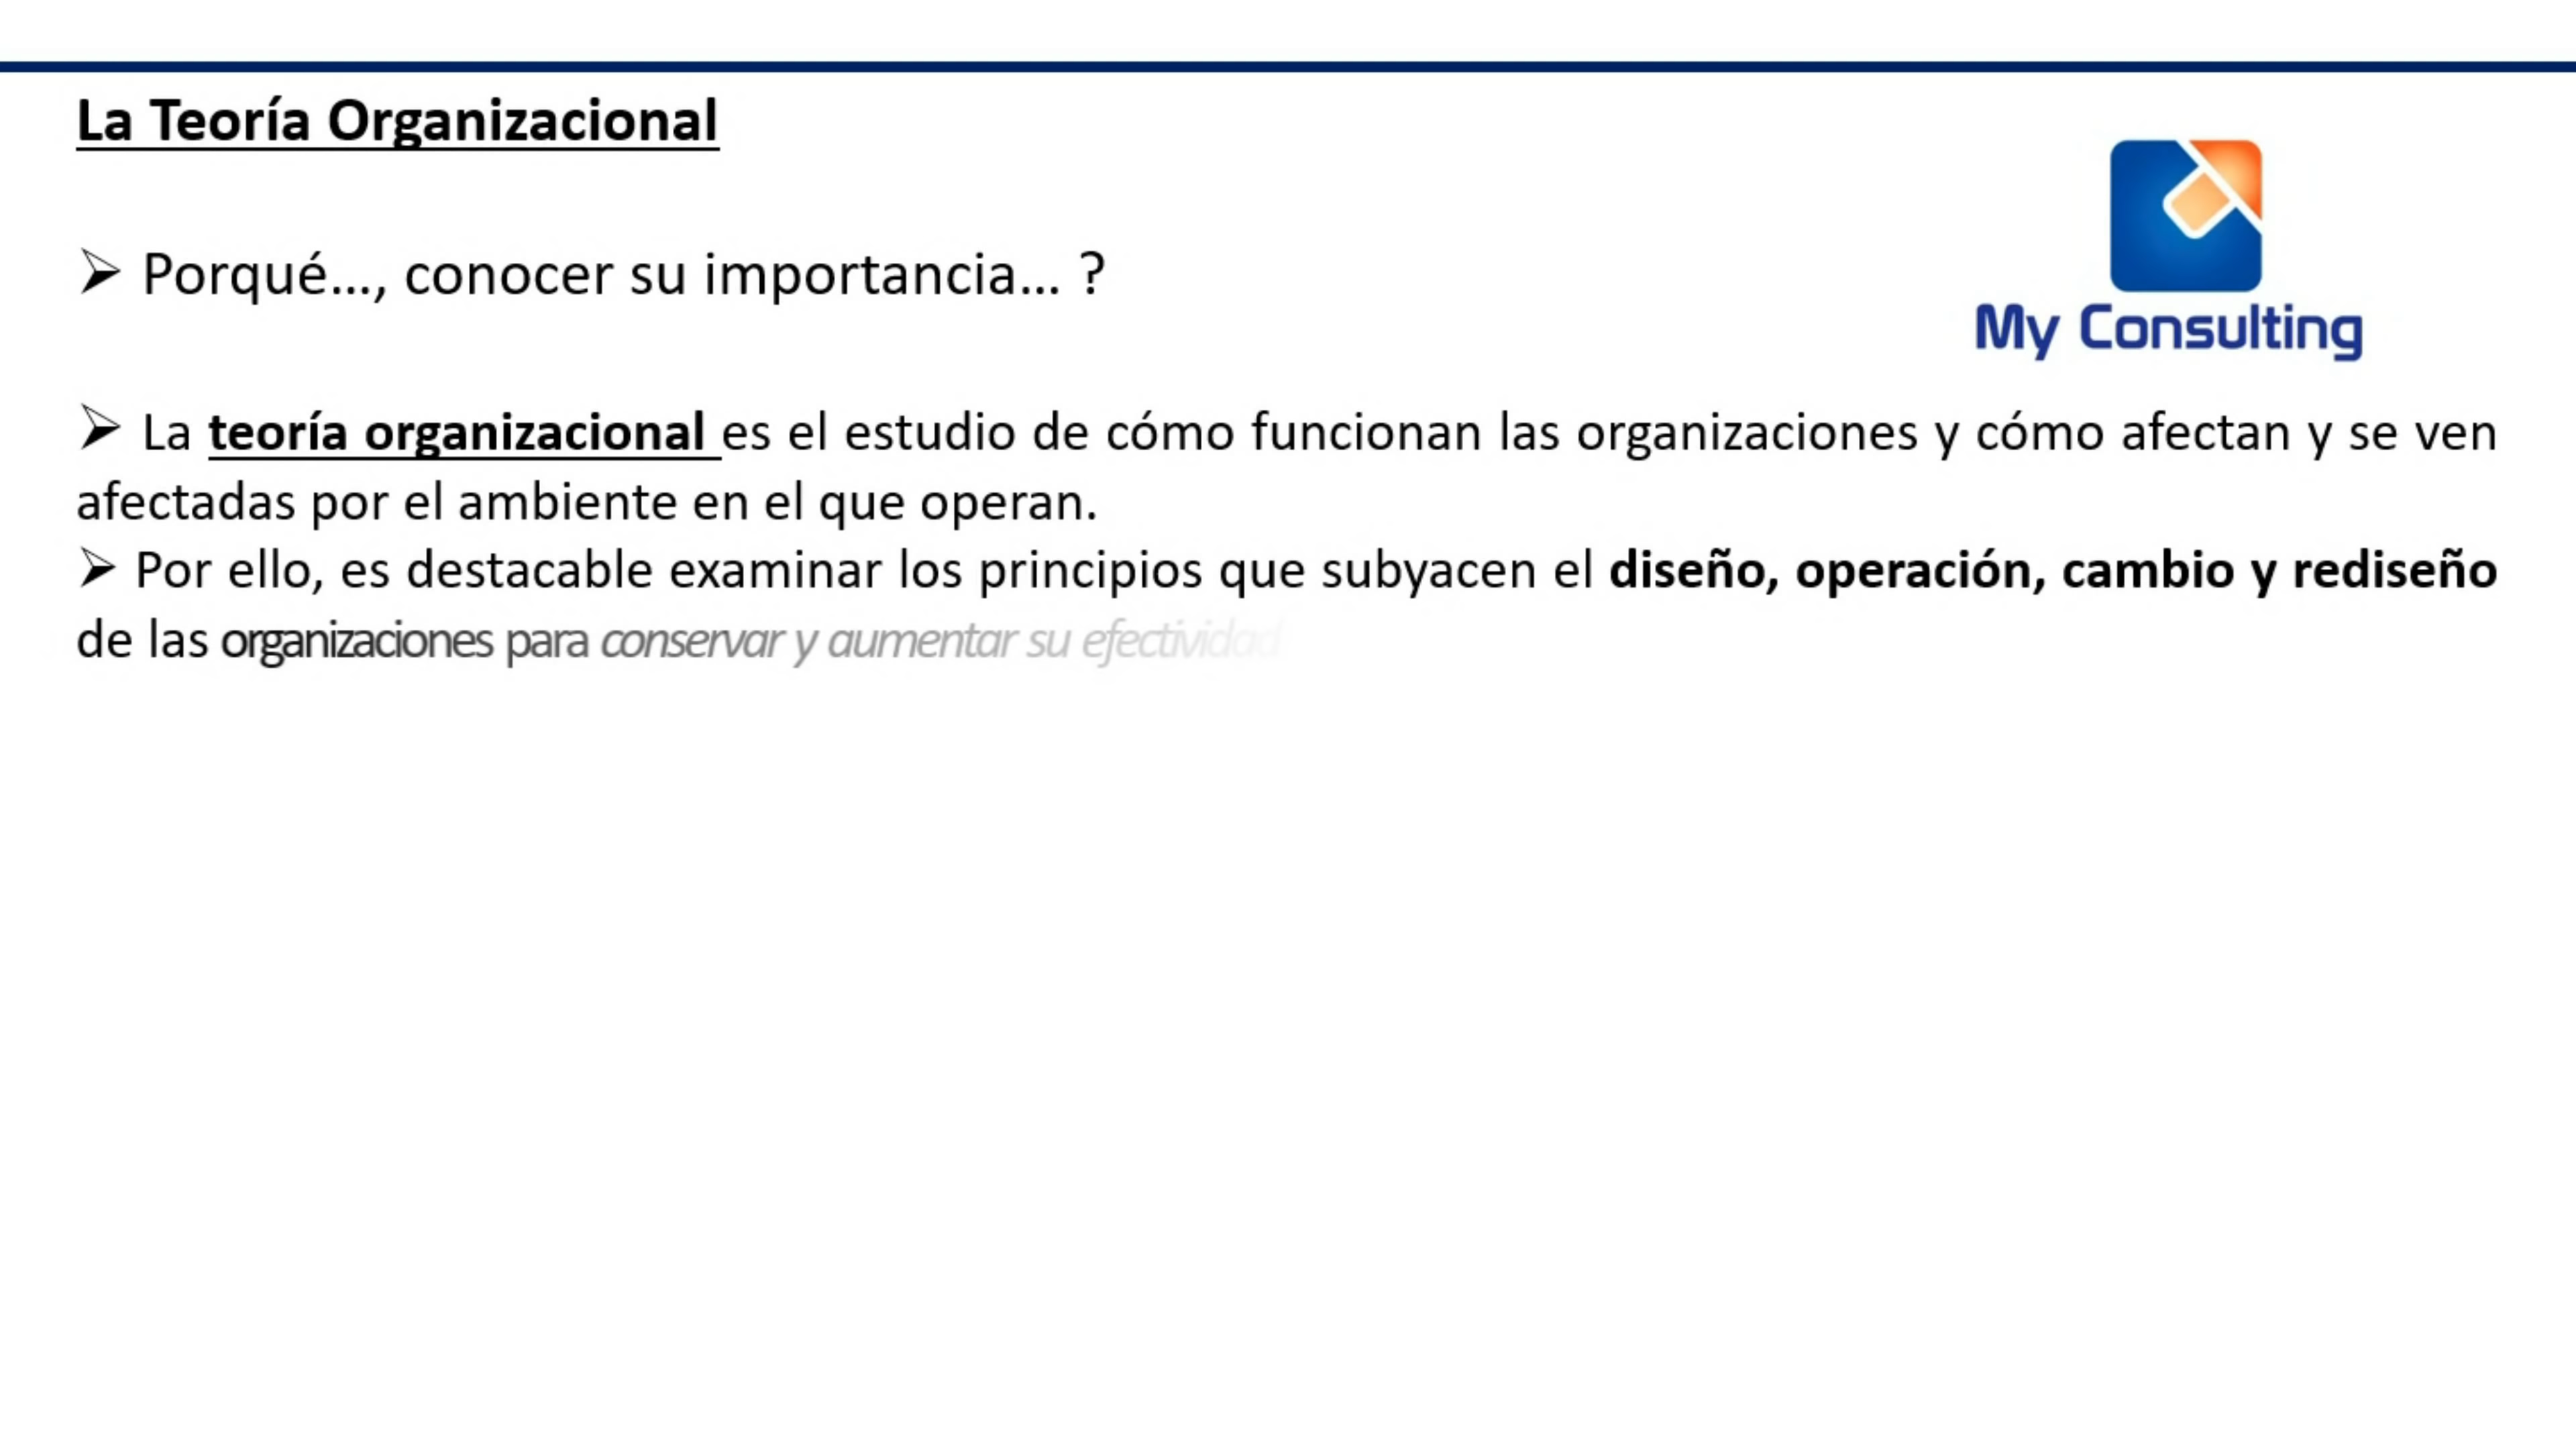 La Teoría Organizacional
➢ Porqué..., conocer su importancia... ?
My Consulting
➢ La teoría organizacional es el estudio de cómo funcionan las organizaciones y cómo afectan y se ven
afectadas por el ambiente en el que operan.
➢ Por ello, es destacable examinar los principios que subyacen el diseño, operación, cambio y rediseño
de las organizaciones para conservar y aumentar su efectividad